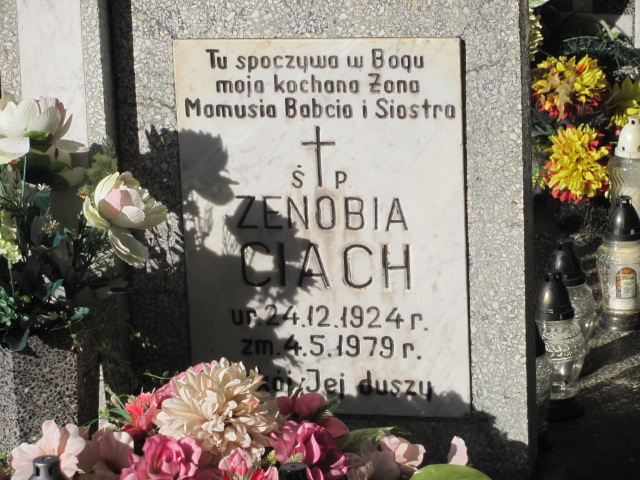 Tu spoczywa w Bogu
moja kochana Żona
Mamusia Babcia i Siostra
Ś P
ZENOBIA
CIACH
ur. 24.12.1924 r.
zm. 4.5.1979 r.
Jej duszy